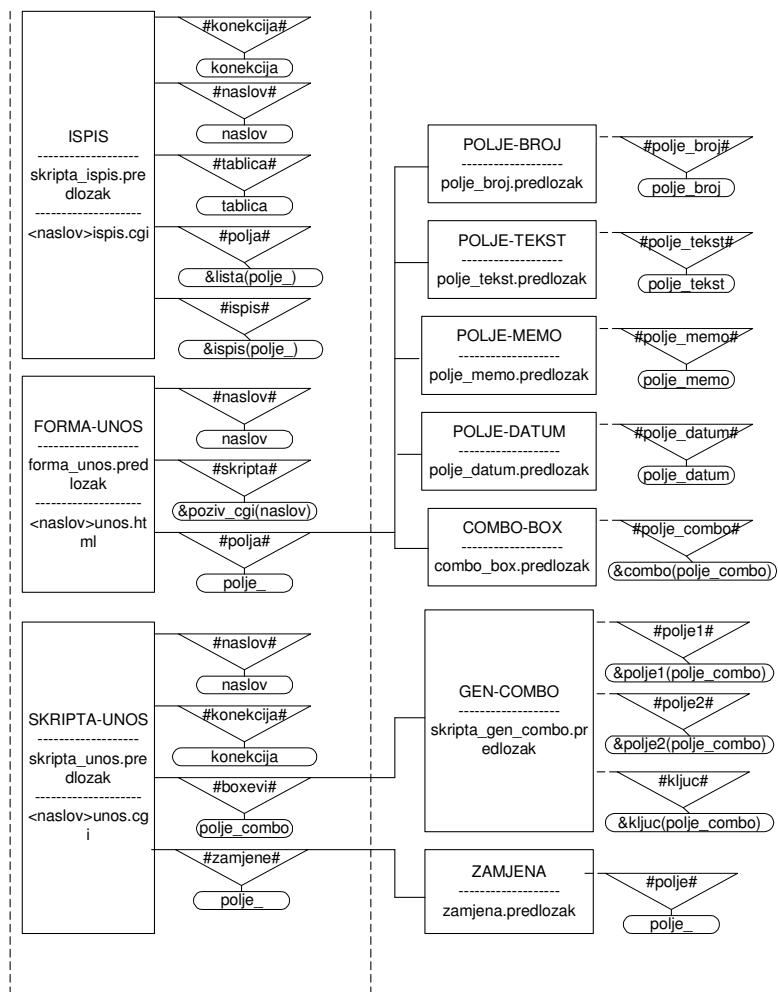 #konekcija#
konekcija
#naslov#
naslov
ISPIS
--------------------
skripta_ispis.pre
dlozak
---------------------
<naslov>ispis.cgi
#tablica#
tablica
#polja#
&lista(polje_)
#ispis#
&ispis(polje_)
FORMA-UNOS
--------------------
forma_unos.pred
lozak
---------------------
<naslov>unos.ht
ml
#naslov#
naslov
#skripta#
&poziv_cgi(naslov)
#polja#
polje_
SKRIPTA-UNOS
--------------------
skripta_unos.pre
dlozak
---------------------
<naslov>unos.cg
i
#naslov#
naslov
#konekcija#
konekcija
#boxevi#
polje_combo
#zamjene#
polje_
POLJE-BROJ
--------------------
polje_broj.predlozak
#polje_broj#
polje_broj
POLJE-TEKST
--------------------
polje_tekst.predlozak
#polje_tekst#
polje_tekst
POLJE-MEMO
--------------------
polje_memo.predlozak
#polje_memo#
polje_memo
POLJE-DATUM
--------------------
polje_datum.predlozak
#polje_datum#
polje_datum
COMBO-BOX
--------------------
combo_box.predlozak
#polje_combo#
&combo(polje_combo)
GEN-COMBO
--------------------
skripta_gen_combo.pr
edlozak
#polje1#
&polje1(polje_combo)
#polje2#
&polje2(polje_combo)
#kljuc#
&kljuc(polje_combo)
ZAMJENA
--------------------
zamjena.predlozak
#polje#
polje_